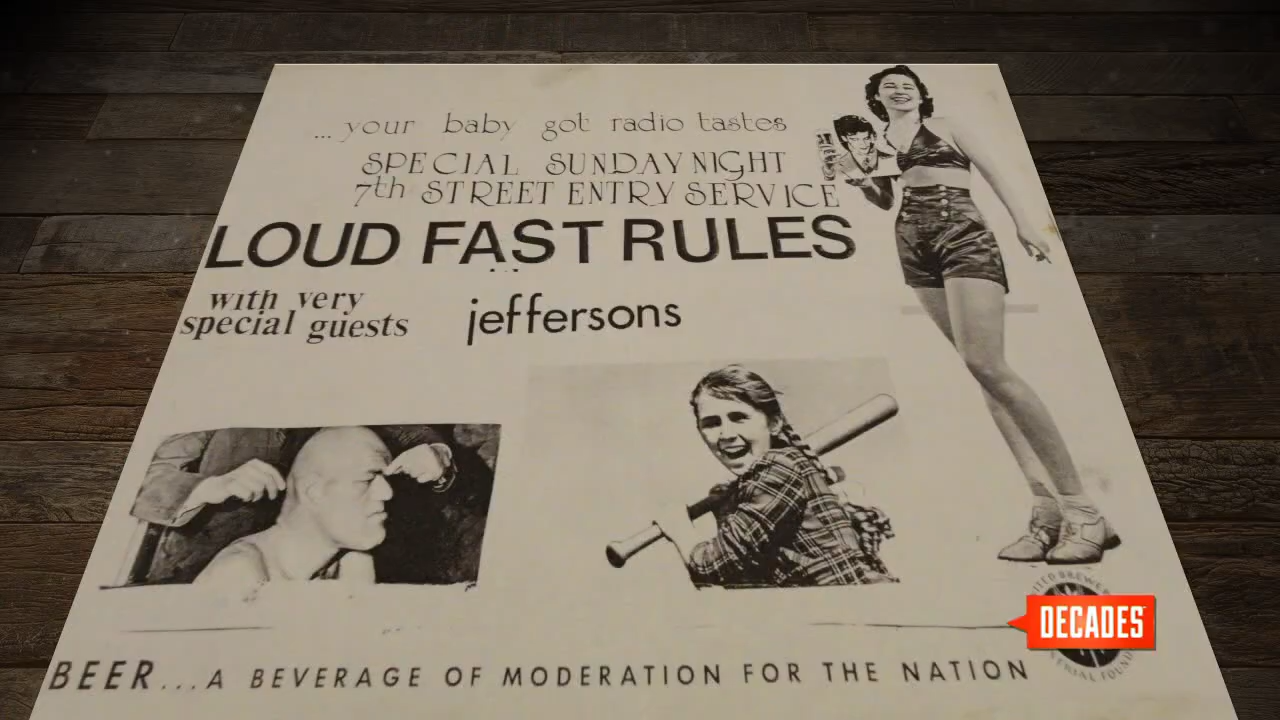 ... your baby got radio tastes
SPECIAL SUNDAY NIGHT
7th STREET ENTRY SERVICE
LOUD FAST RULES
with very
special guests
jeffersons
DECADES
BEER... A BEVERAGE OF MODERATION FOR THE NATION